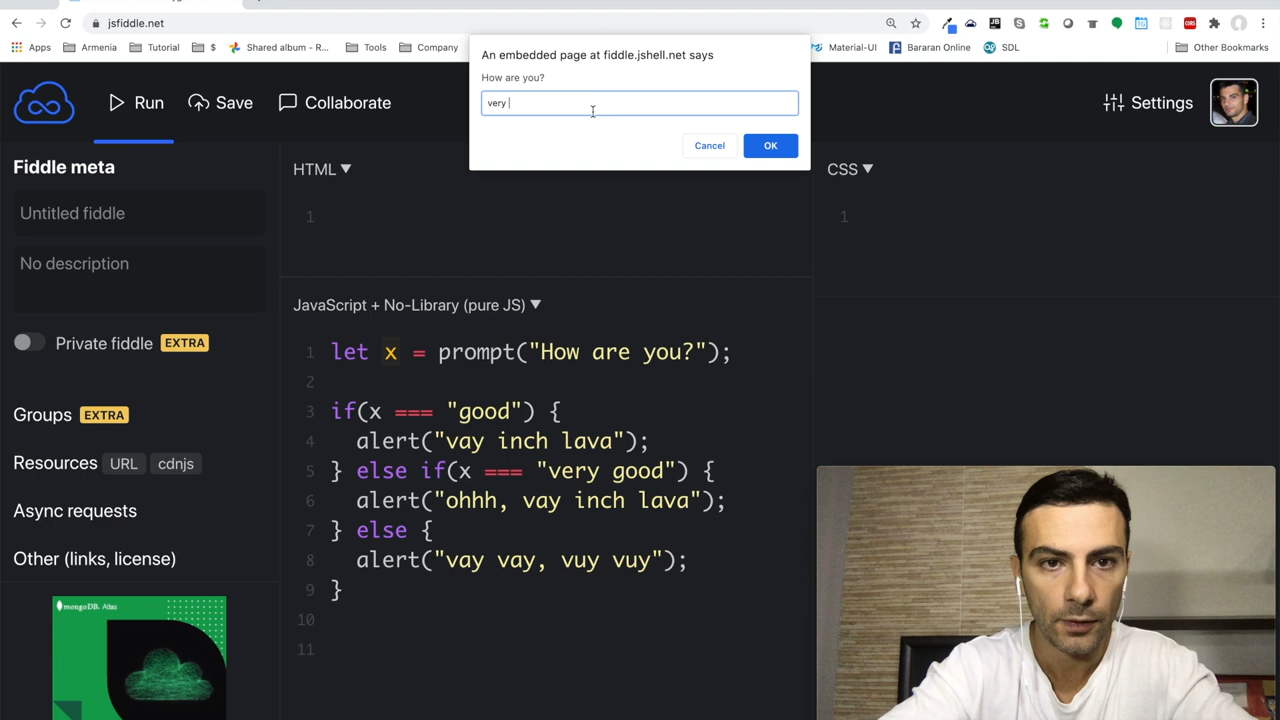 jsfiddle.net
Apps
Armenia
Tutorial
$
Shared album - R...
Tools
Company
Material-UI
Bararan Online
SDL
Other Bookmarks
An embedded page at fiddle.jshell.net says
How are you?
very
Cancel
OK
Run
Save
Collaborate
Settings
Fiddle meta
Untitled fiddle
No description
Private fiddle EXTRA
Groups EXTRA
Resources URL cdnjs
Async requests
Other (links, license)
mongoDB. Atlas
HTML ▼
1
CSS ▼
1
JavaScript + No-Library (pure JS) ▼
1 let x = prompt("How are you?");
2
3 if(x === "good") {
4 alert("vay inch lava");
5 } else if(x === "very good") {
6 alert("ohhh, vay inch lava");
7 } else {
8 alert("vay vay, vuy vuy");
9 }
10
11